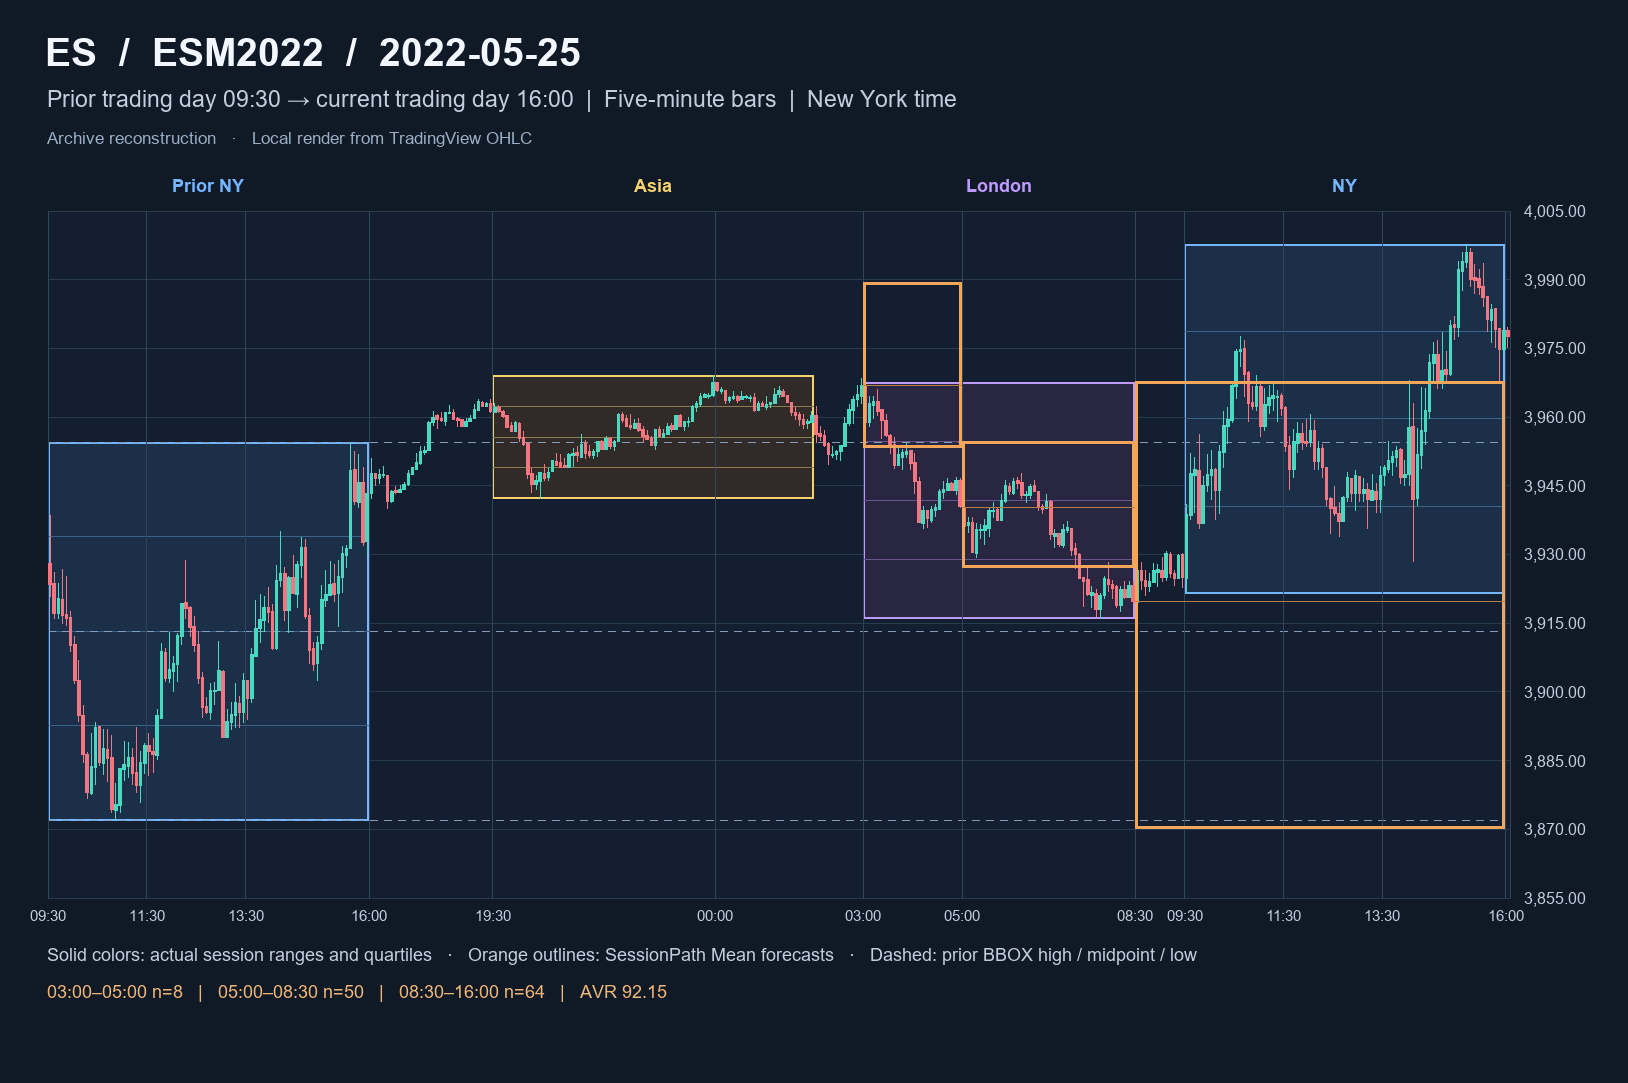 ES / ESM2022 / 2022-05-25
Prior trading day 09:30 → current trading day 16:00 | Five-minute bars | New York time
Archive reconstruction · Local render from TradingView OHLC
Prior NY Asia London NY
4,005.00
3,990.00
3,975.00
3,960.00
3,945.00
3,930.00
3,915.00
3,900.00
3,885.00
3,870.00
3,855.00
09:30 11:30 13:30 16:00 19:30 00:00 03:00 05:00 08:30 09:30 11:30 13:30 16:00
Solid colors: actual session ranges and quartiles · Orange outlines: SessionPath Mean forecasts · Dashed: prior BBOX high / midpoint / low
03:00–05:00 n=8 | 05:00–08:30 n=50 | 08:30–16:00 n=64 | AVR 92.15